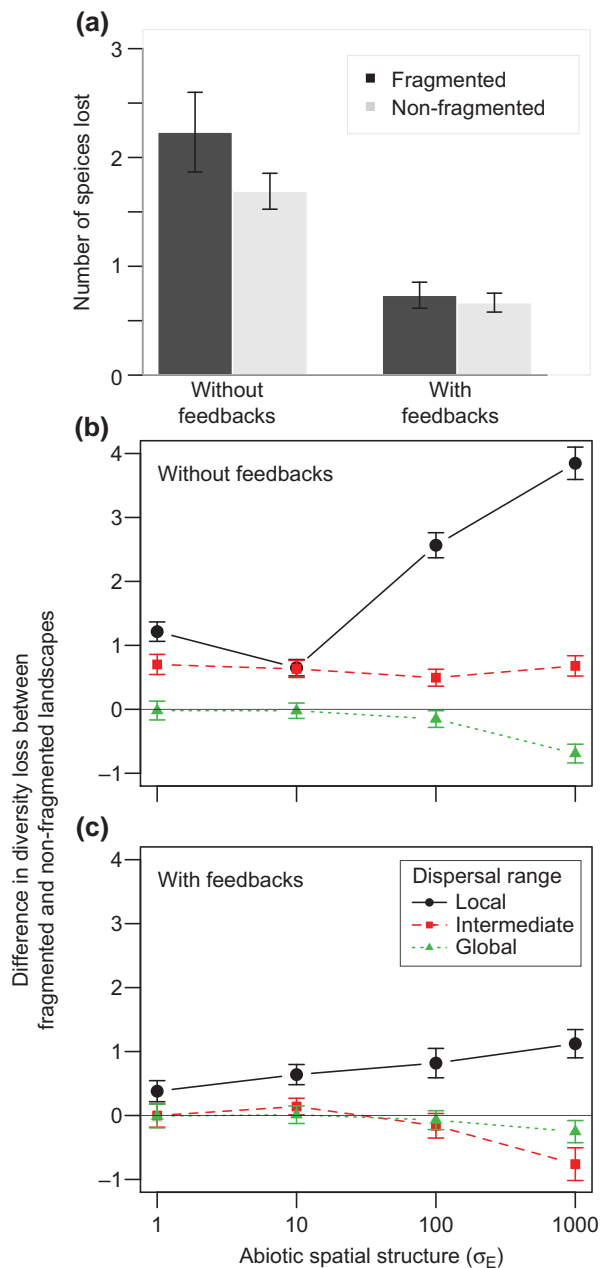 (a)
3
2
1
0
Number of speices lost
Fragmented
Non-fragmented
Without
feedbacks
With
feedbacks
(b)
Without feedbacks
4
3
2
1
0
−1
Difference in diversity loss between
fragmented and non-fragmented landscapes
(c)
With feedbacks
Dispersal range
Local
Intermediate
Global
4
3
2
1
0
−1
1
10
100
1000
Abiotic spatial structure (σE)